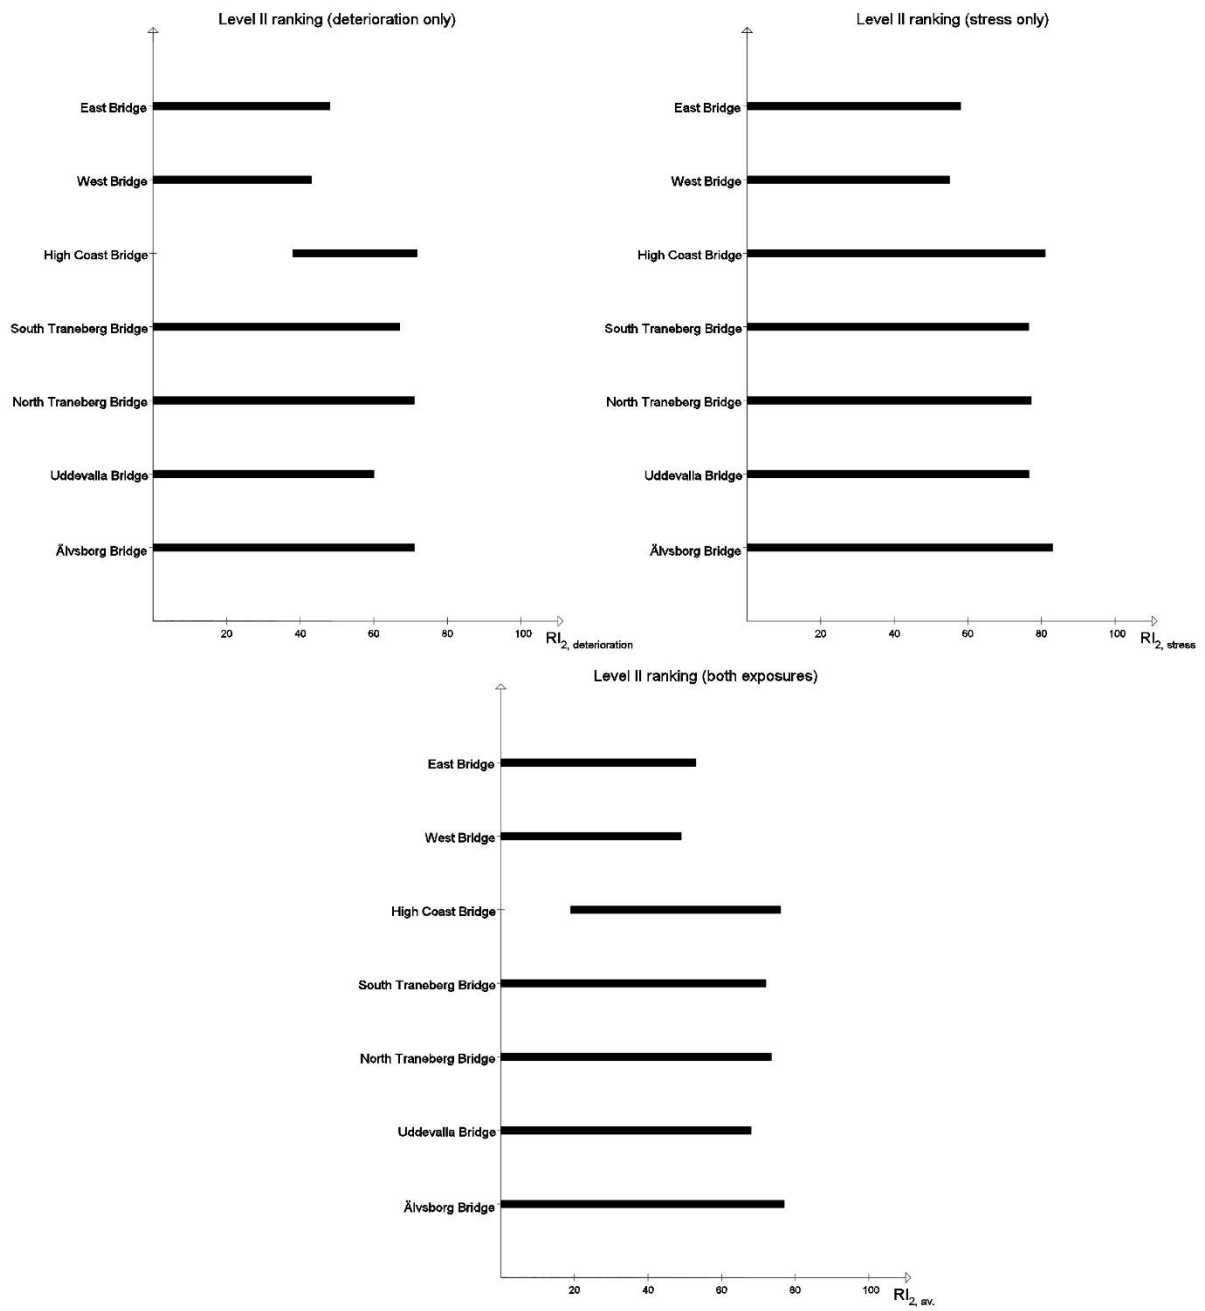 Level II ranking (deterioration only)
East Bridge
West Bridge
High Coast Bridge
South Traneberg Bridge
North Traneberg Bridge
Uddevalla Bridge
Älvsborg Bridge
20 40 60 80 100
RI2, deterioration
Level II ranking (stress only)
East Bridge
West Bridge
High Coast Bridge
South Traneberg Bridge
North Traneberg Bridge
Uddevalla Bridge
Älvsborg Bridge
20 40 60 80 100
RI2, stress
Level II ranking (both exposures)
East Bridge
West Bridge
High Coast Bridge
South Traneberg Bridge
North Traneberg Bridge
Uddevalla Bridge
Älvsborg Bridge
20 40 60 80 100
RI2, av.